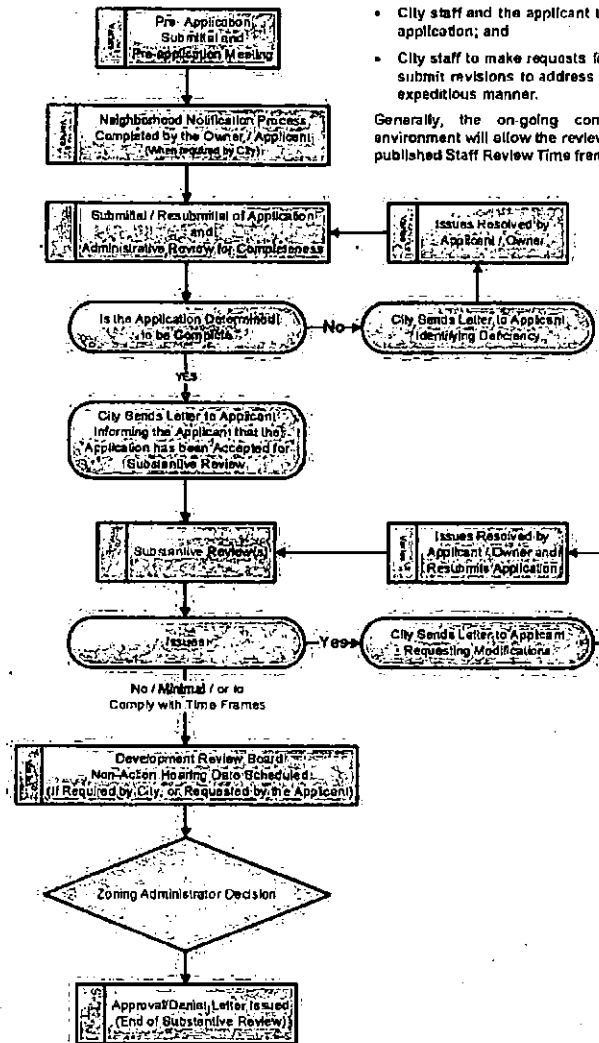 Pre-Application
Submittal and
Pre-application Meeting
• City staff and the applicant t
application; and
• City staff to make requests fo
submit revisions to address
expeditious manner.
Generally, the on-going com
environment will allow the review
published Staff Review Time fram
Neighborhood Notification Process
Completed by the Owner / Applicant
(When required by City)
Submittal / Resubmittal of Application
and
Administrative Review for Completeness
Issues Resolved by
Applicant / Owner
Is the Application Determined
to be Complete
No
City Sends Letter to Applicant
Identifying Deficiency
YES
City Sends Letter to Applicant
Informing the Applicant that the
Application has been Accepted for
Substantive Review
Substantive Review(s)
Issues Resolved by
Applicant / Owner and
Resubmits Application
Issues
Yes
City Sends Letter to Applicant
Requesting Modifications
No / Minimal / or to
Comply with Time Frames
Development Review Board
Non-Action Hearing Date Scheduled
(If Required by City, or Requested by the Applicant)
Zoning Administrator Decision
Approval/Denial Letter Issued
(End of Substantive Review)